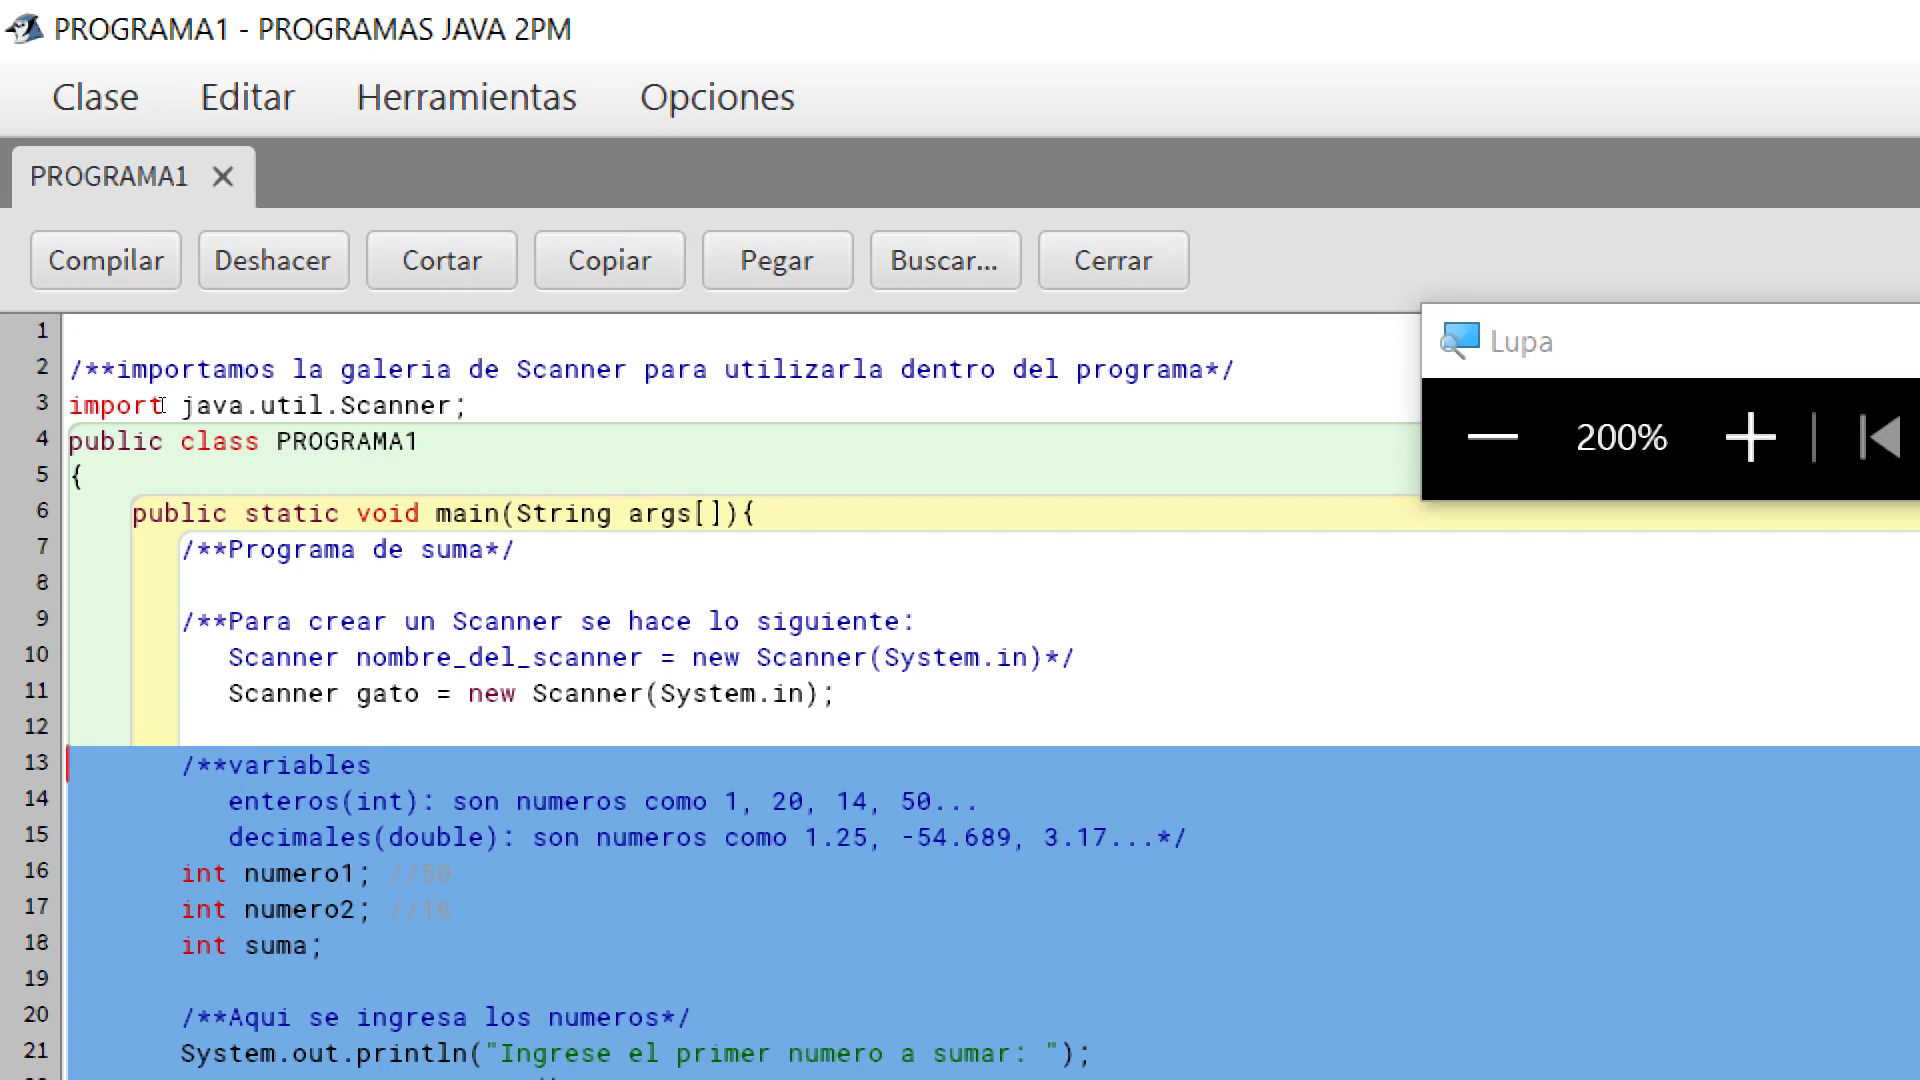 PROGRAMA1 - PROGRAMAS JAVA 2PM
Clase Editar Herramientas Opciones
PROGRAMA1
Compilar Deshacer Cortar Copiar Pegar Buscar... Cerrar
Lupa
200%
1
2 /**importamos la galeria de Scanner para utilizarla dentro del programa*/
3 import java.util.Scanner;
4 public class PROGRAMA1
5 {
6 public static void main(String args[]){
7 /**Programa de suma*/
8
9 /**Para crear un Scanner se hace lo siguiente:
10 Scanner nombre_del_scanner = new Scanner(System.in)*/
11 Scanner gato = new Scanner(System.in);
12
13 /**variables
14 enteros(int): son numeros como 1, 20, 14, 50...
15 decimales(double): son numeros como 1.25, -54.689, 3.17...*/
16 int numero1; //50
17 int numero2; //16
18 int suma;
19
20 /**Aqui se ingresa los numeros*/
21 System.out.println("Ingrese el primer numero a sumar: ");